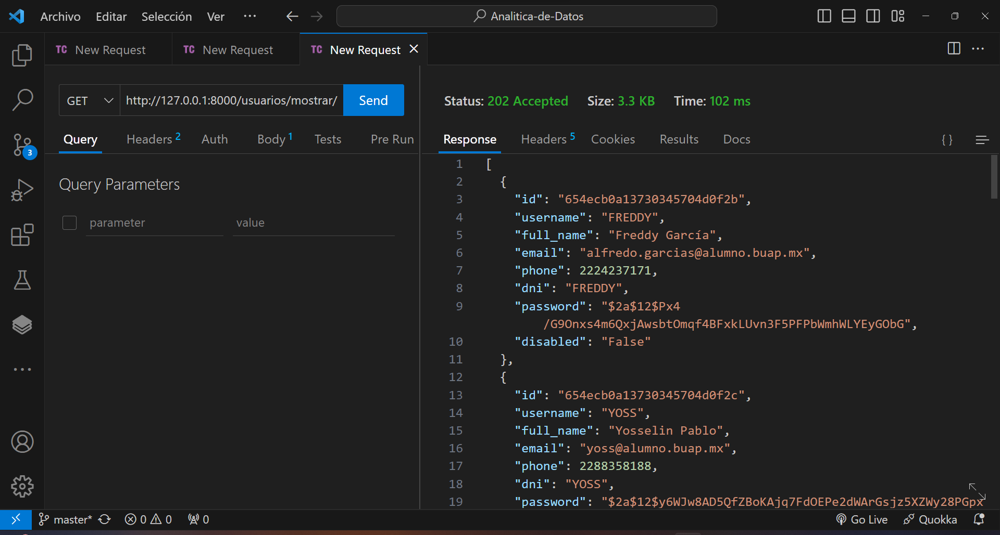 Archivo Editar Selección Ver ··· Analitica-de-Datos
TC New Request TC New Request TC New Request
GET http://127.0.0.1:8000/usuarios/mostrar/ Send
Status: 202 Accepted Size: 3.3 KB Time: 102 ms
Query Headers 2 Auth Body 1 Tests Pre Run
Response Headers 5 Cookies Results Docs { }
3
Query Parameters
parameter value
1 [
2 {
3 "id": "654ecb0a13730345704d0f2b",
4 "username": "FREDDY",
5 "full_name": "Freddy García",
6 "email": "alfredo.garcias@alumno.buap.mx",
7 "phone": 2224237171,
8 "dni": "FREDDY",
9 "password": "$2a$12$Px4
/G9Onxs4m6QxjAwsbtOmqf4BFxkLUvn3F5PFPbWmhWLYEyGObG",
10 "disabled": "False"
11 },
12 {
13 "id": "654ecb0a13730345704d0f2c",
14 "username": "YOSS",
15 "full_name": "Yosselin Pablo",
16 "email": "yoss@alumno.buap.mx",
17 "phone": 2288358188,
18 "dni": "YOSS",
19 "password": "$2a$12$y6WJw8AD5QfZBoKAjq7FdOEPe2dWArGsjz5XZWy28PGpx
master* 0 0 0 Go Live Quokka